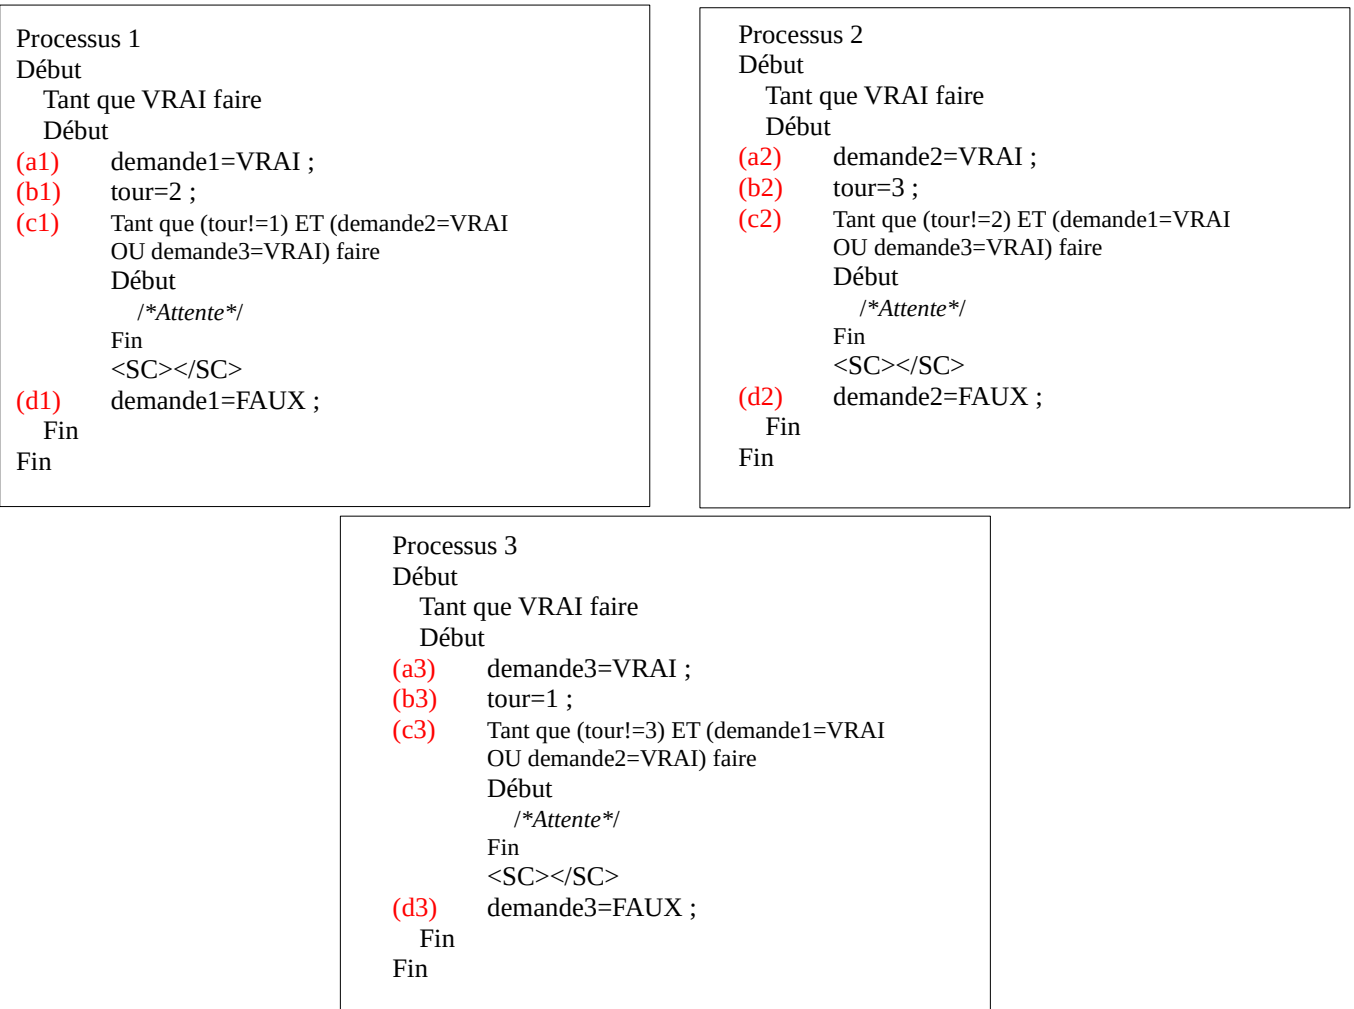 Processus 1
Début
Tant que VRAI faire
Début
(a1) demande1=VRAI ;
(b1) tour=2 ;
(c1) Tant que (tour!=1) ET (demande2=VRAI
OU demande3=VRAI) faire
Début
/*Attente*/
Fin
<SC></SC>
(d1) demande1=FAUX ;
Fin
Fin
Processus 2
Début
Tant que VRAI faire
Début
(a2) demande2=VRAI ;
(b2) tour=3 ;
(c2) Tant que (tour!=2) ET (demande1=VRAI
OU demande3=VRAI) faire
Début
/*Attente*/
Fin
<SC></SC>
(d2) demande2=FAUX ;
Fin
Fin
Processus 3
Début
Tant que VRAI faire
Début
(a3) demande3=VRAI ;
(b3) tour=1 ;
(c3) Tant que (tour!=3) ET (demande1=VRAI
OU demande2=VRAI) faire
Début
/*Attente*/
Fin
<SC></SC>
(d3) demande3=FAUX ;
Fin
Fin